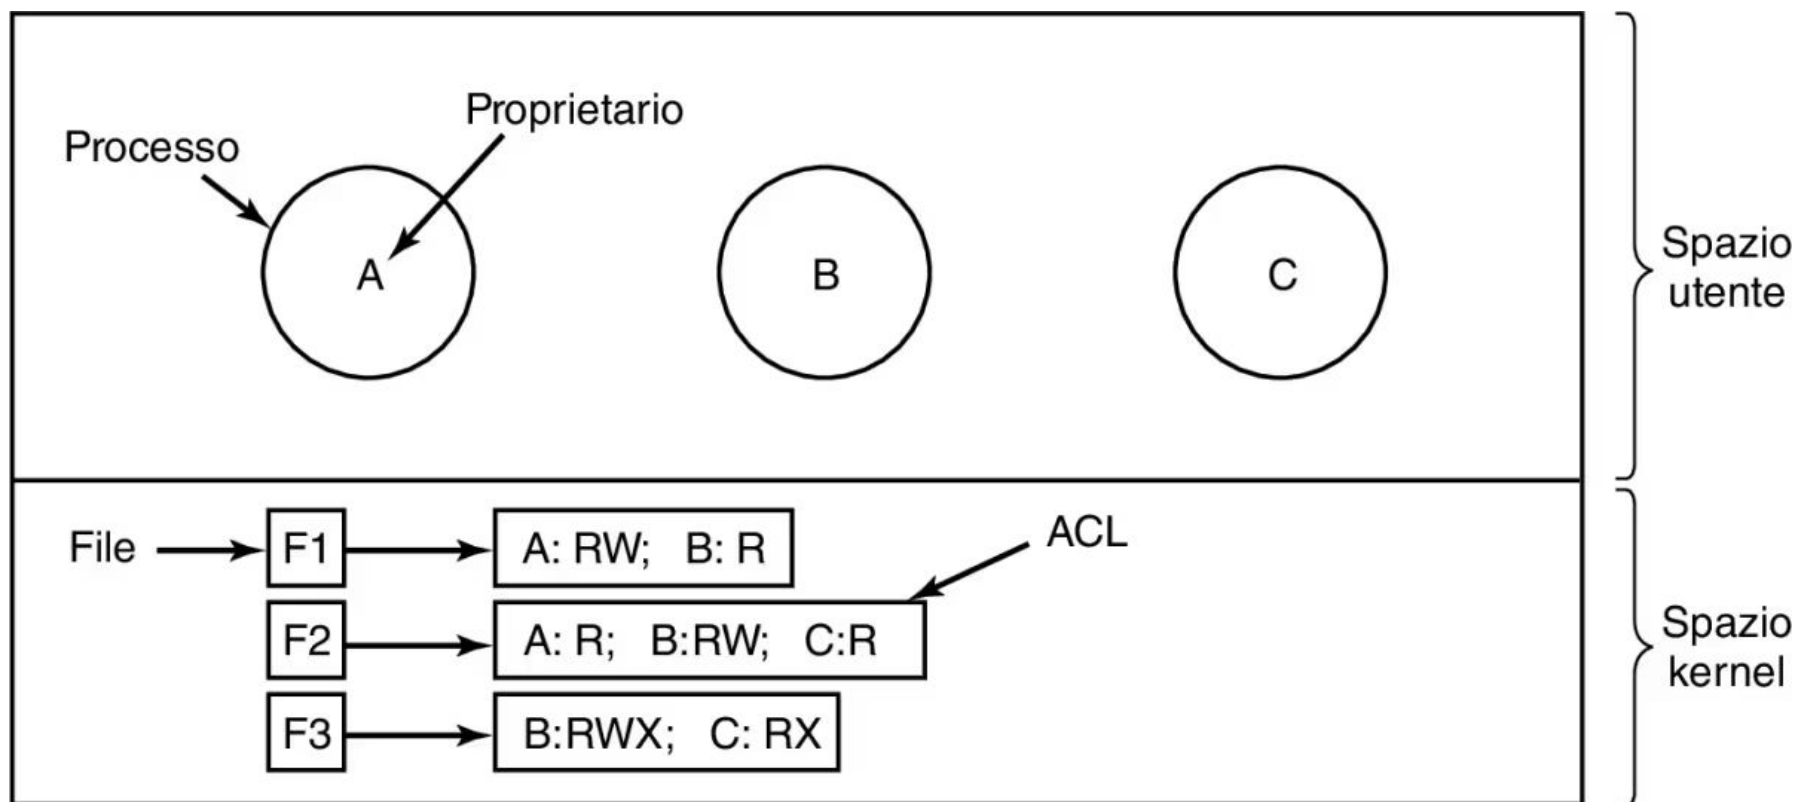 Proprietario
Processo
A
B
C
Spazio
utente
File
F1
A: RW; B: R
ACL
F2
A: R; B:RW; C:R
F3
B:RWX; C: RX
Spazio
kernel